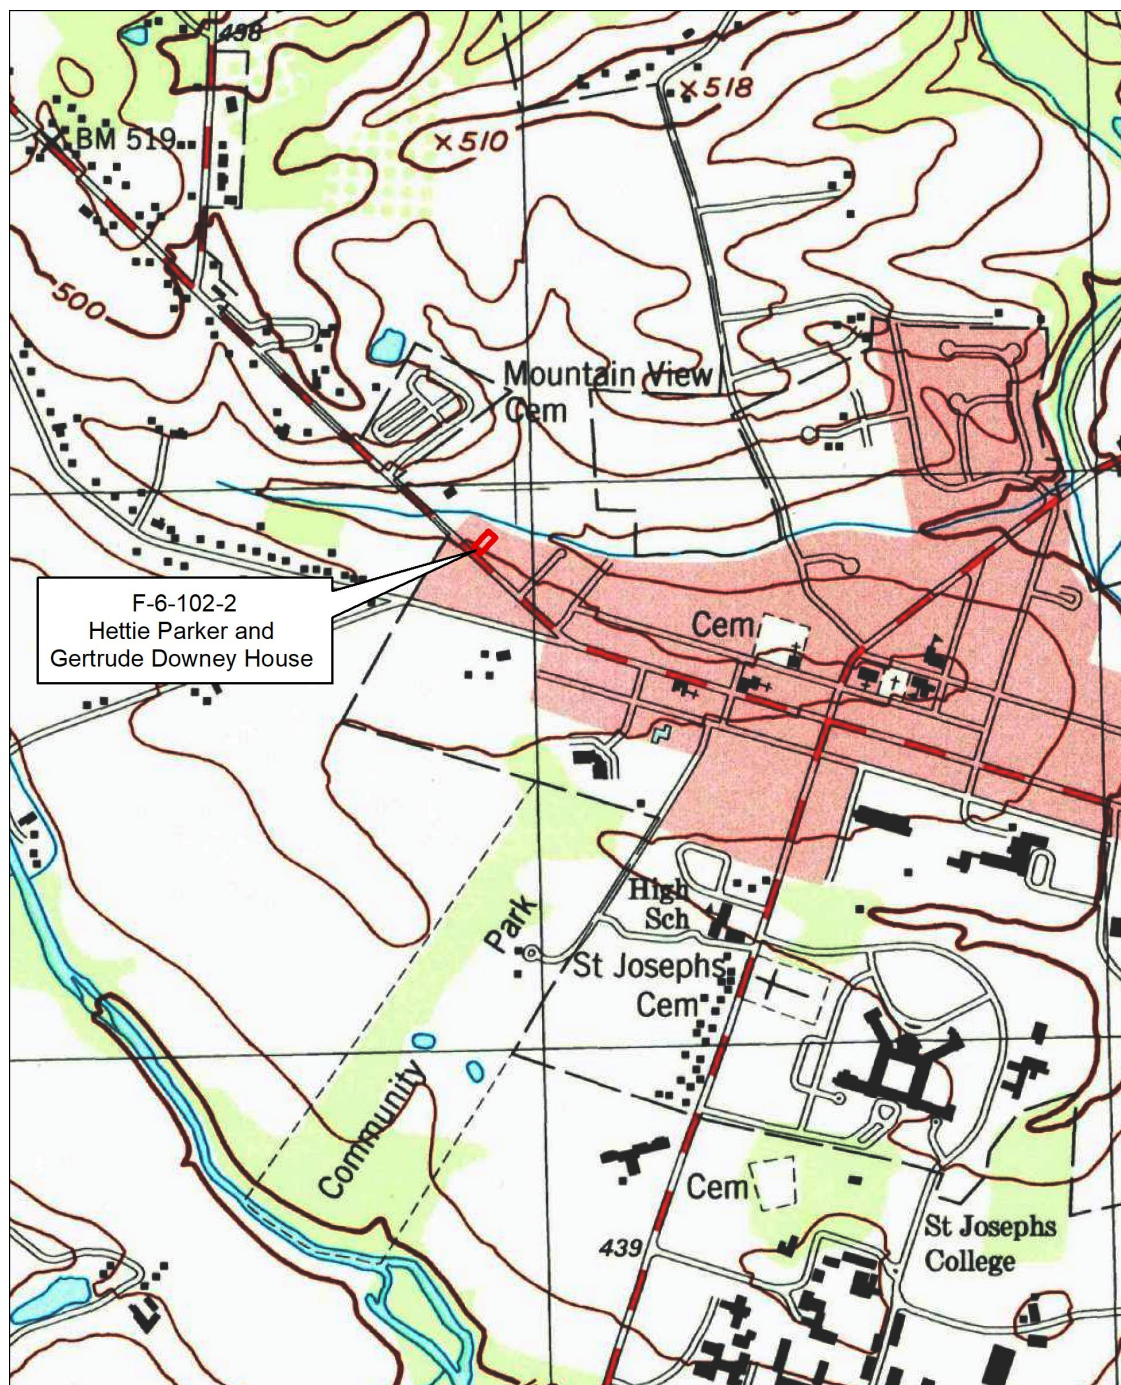 498
×518
BM 519
×510
500
Mountain View
Cem
F-6-102-2
Hettie Parker and
Gertrude Downey House
Cem
High
Sch
Park
St Josephs
Cem
Community
Cem
St Josephs
College
439